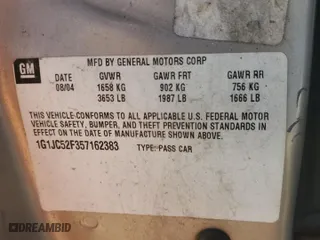 GM
MFD BY GENERAL MOTORS CORP
DATE GVWR GAWR FRT GAWR RR
08/04 1658 KG 902 KG 756 KG
3653 LB 1987 LB 1666 LB
THIS VEHICLE CONFORMS TO ALL APPLICABLE U.S. FEDERAL MOTOR
VEHICLE SAFETY, BUMPER, AND THEFT PREVENTION STANDARDS IN
EFFECT ON THE DATE OF MANUFACTURE SHOWN ABOVE.
1G1JC52F357162383 TYPE: PASS CAR
DREAMBID